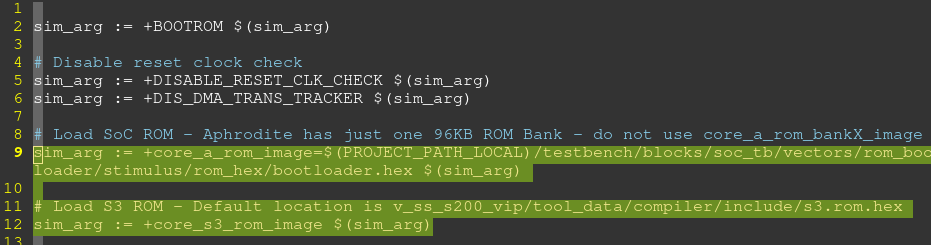 1
2 sim_arg := +BOOTROM $(sim_arg)
3
4 # Disable reset clock check
5 sim_arg := +DISABLE_RESET_CLK_CHECK $(sim_arg)
6 sim_arg := +DIS_DMA_TRANS_TRACKER $(sim_arg)
7
8 # Load SoC ROM - Aphrodite has just one 96KB ROM Bank - do not use core_a_rom_bankX_image
9 sim_arg := +core_a_rom_image=$(PROJECT_PATH_LOCAL)/testbench/blocks/soc_tb/vectors/rom_boo
loader/stimulus/rom_hex/bootloader.hex $(sim_arg)
10
11 # Load S3 ROM - Default location is v_ss_s200_vip/tool_data/compiler/include/s3.rom.hex
12 sim_arg := +core_s3_rom_image $(sim_arg)
13